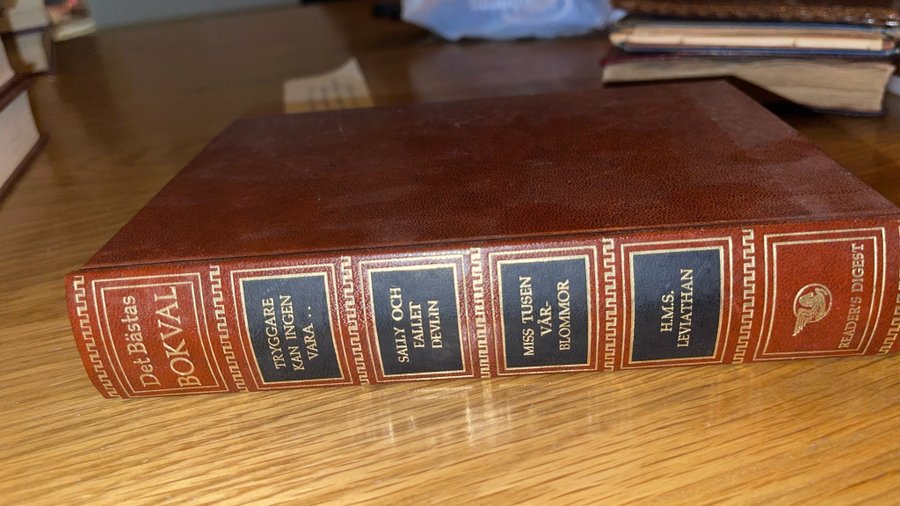 Det Bästas
BOKVAL
TRYGGARE
KAN INGEN
VARA...
SALLY OCH
FALLET
DEVLIN
MISS TUSEN
VÅR-
BLOMMOR
H.M.S.
LEVIATHAN
READER'S DIGEST